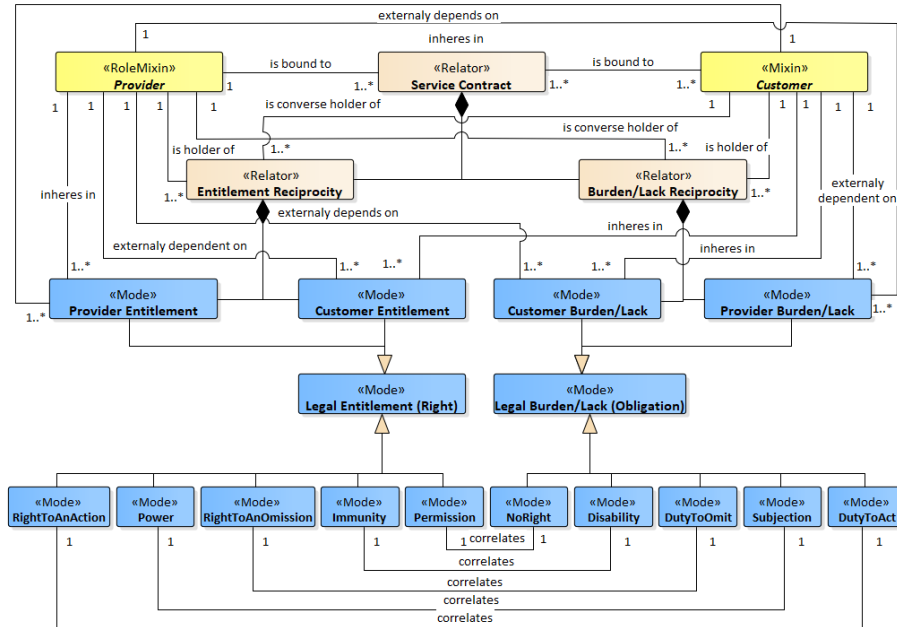 externaly depends on
1
1
inheres in
«RoleMixin»
Provider
is bound to
1
1..*
«Relator»
Service Contract
is bound to
1..*
1..*
«Mixin»
Customer
1
1
1
1
1
1
1
1
1
1
1
is converse holder of
is converse holder of
is holder of
1..*
1..*
is holder of
«Relator»
Entitlement Reciprocity
«Relator»
Burden/Lack Reciprocity
1..*
1..*
inheres in
externaly
dependent on
externaly depends on
inheres in
externaly dependent on
inheres in
1..*
1..*
1..*
1..*
1..*
1..*
«Mode»
Provider Entitlement
«Mode»
Customer Entitlement
«Mode»
Customer Burden/Lack
«Mode»
Provider Burden/Lack
1..*
1..*
«Mode»
Legal Entitlement (Right)
«Mode»
Legal Burden/Lack (Obligation)
«Mode»
RightToAnAction
«Mode»
Power
«Mode»
RightToAnOmission
«Mode»
Immunity
«Mode»
Permission
«Mode»
NoRight
«Mode»
Disability
«Mode»
DutyToOmit
«Mode»
Subjection
«Mode»
DutyToAct
1
1
1
1
1
correlates
1
1
1
1
1
correlates
correlates
correlates
correlates